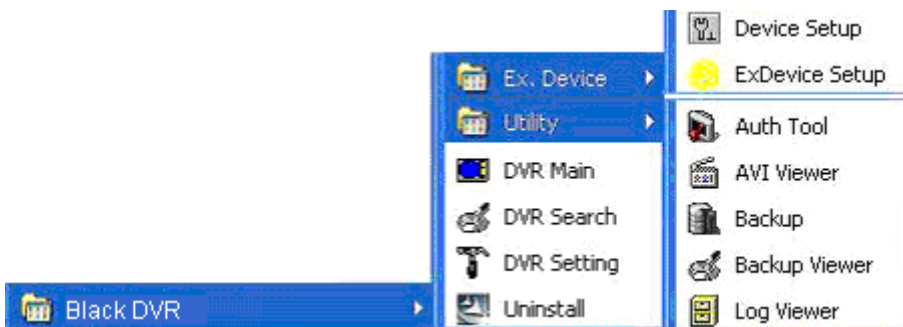 Device Setup
Ex. Device
ExDevice Setup
Utility
Auth Tool
DVR Main
AVI Viewer
DVR Search
Backup
DVR Setting
Backup Viewer
Black DVR
Uninstall
Log Viewer